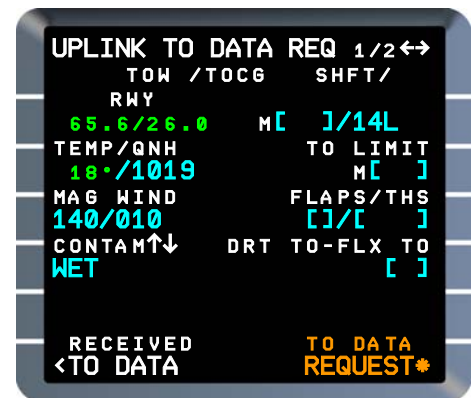 UPLINK TO DATA REQ 1/2↔
TOW /TOCG SHFT/
RWY
65.6/26.0 M[ ]/14L
TEMP/QNH TO LIMIT
18°/1019 M[ ]
MAG WIND FLAPS/THS
140/010 []/[ ]
CONTAM↑↓ DRT TO-FLX TO
WET [ ]
RECEIVED TO DATA
<TO DATA REQUEST*